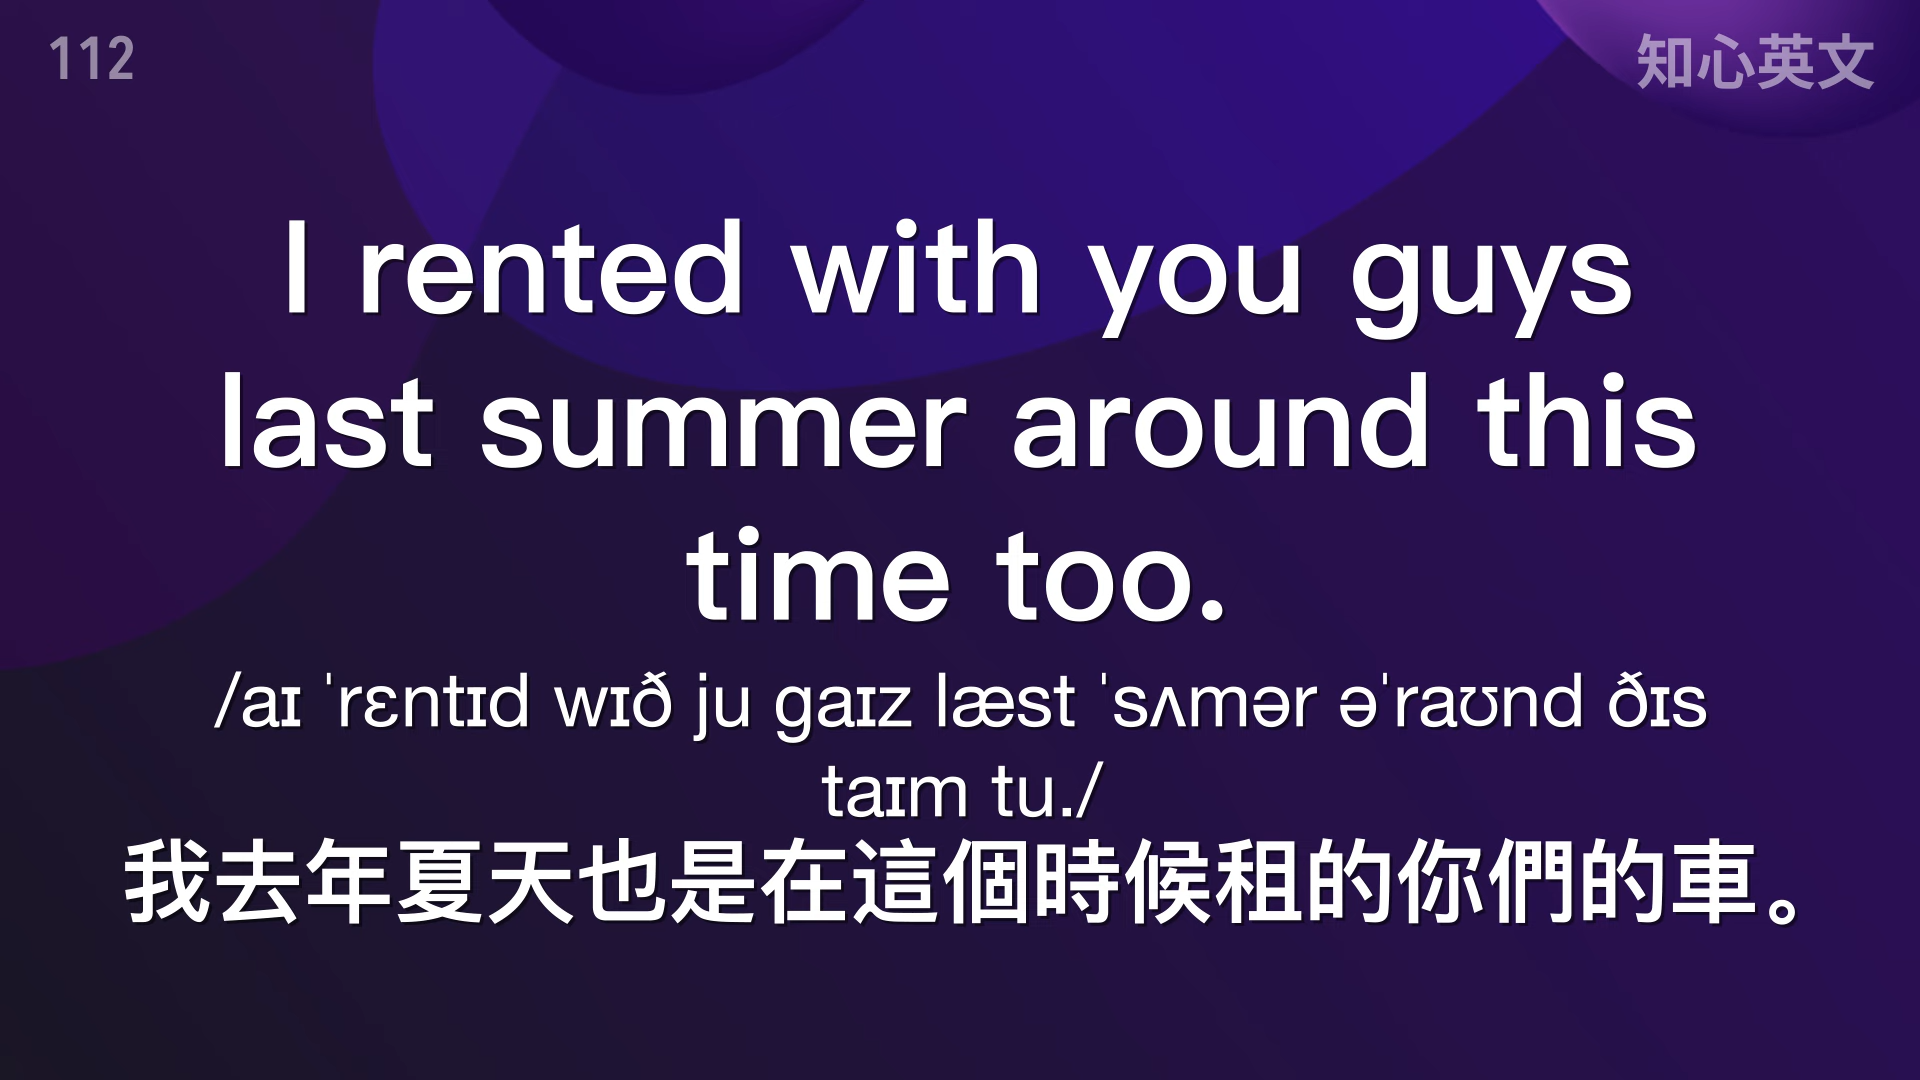 112
知心英文
I rented with you guys
last summer around this
time too.
/aɪ ˈrɛntɪd wɪð ju gaɪz læst ˈsʌmər əˈraʊnd ðɪs
taɪm tu./
我去年夏天也是在這個時候租的你們的車。